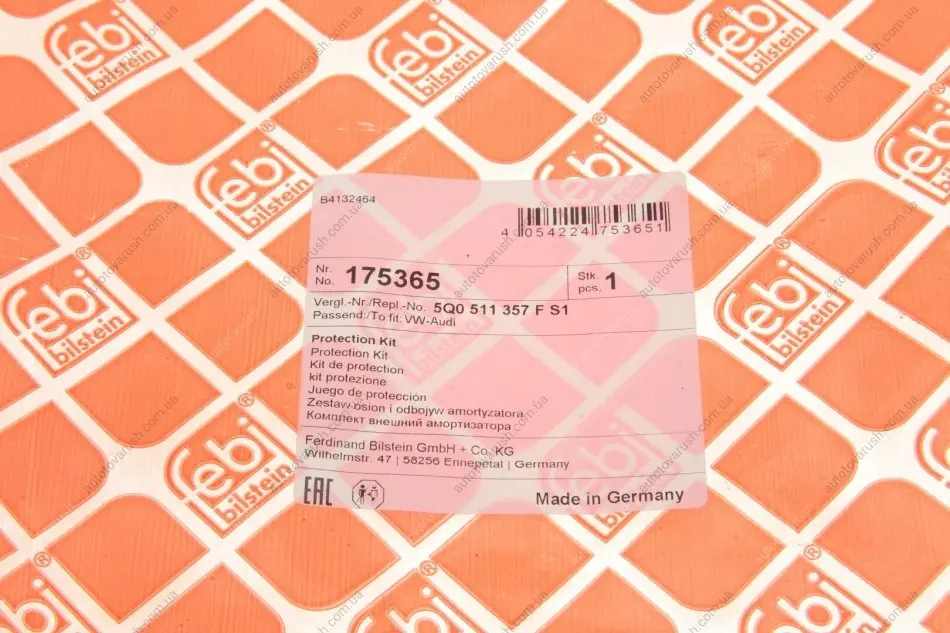 febi
bilstein
B4132464
4 054224 753651
Nr.
No. 175365
Stk.
pcs. 1
Vergl.-Nr./Repl.-No. 5Q0 511 357 F S1
Passend:/To fit: VW-Audi
Protection Kit
Protection Kit
Kit de protection
kit protezione
Juego de protección
Zestaw osłon i odbojyw amortyzatora
Комплект внешний амортизатора
Ferdinand Bilstein GmbH + Co. KG
Wilhelmstr. 47 | 58256 Ennepetal | Germany
EAC
Made in Germany
autotovarush.com.ua